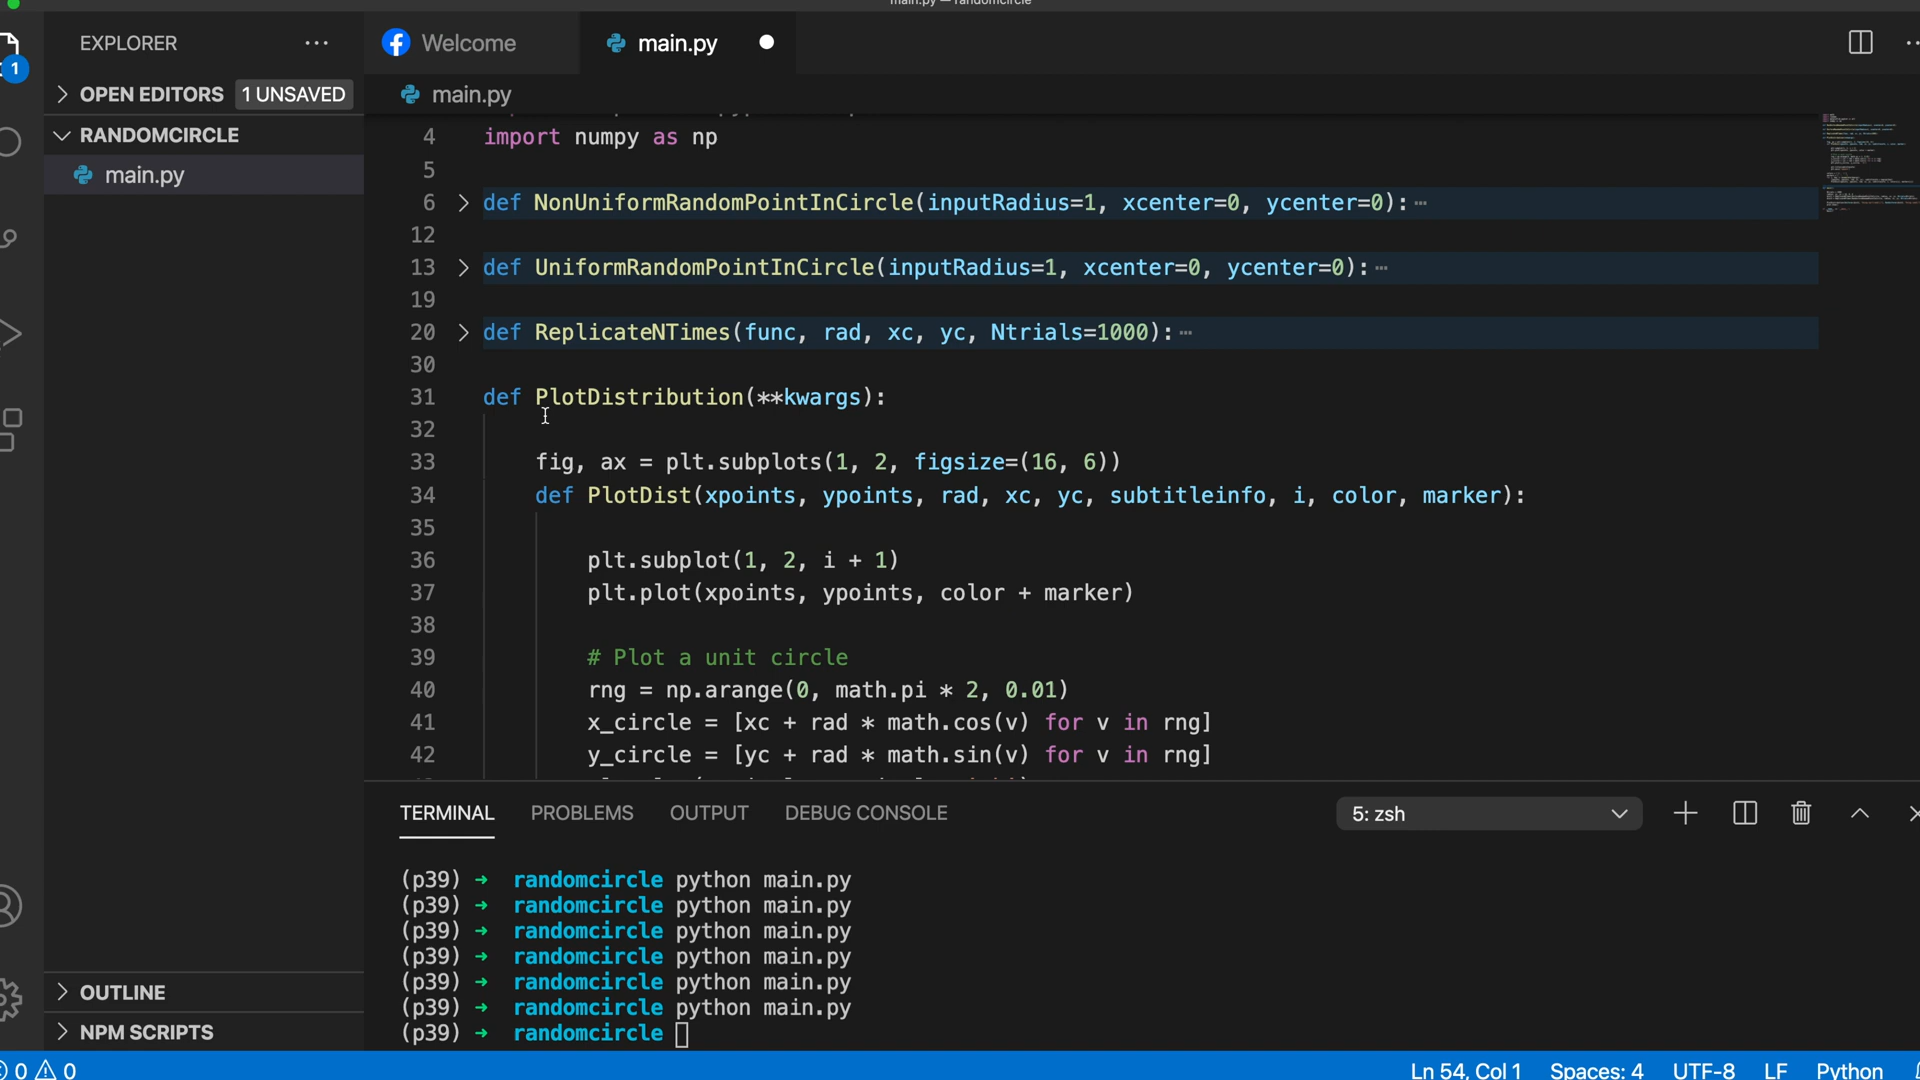 main.py — randomcircle
EXPLORER
Welcome
main.py
1
OPEN EDITORS 1 UNSAVED
main.py
RANDOMCIRCLE
main.py
4 import numpy as np
5
6 def NonUniformRandomPointInCircle(inputRadius=1, xcenter=0, ycenter=0):
12
13 def UniformRandomPointInCircle(inputRadius=1, xcenter=0, ycenter=0):
19
20 def ReplicateNTimes(func, rad, xc, yc, Ntrials=1000):
30
31 def PlotDistribution(**kwargs):
32
33 fig, ax = plt.subplots(1, 2, figsize=(16, 6))
34 def PlotDist(xpoints, ypoints, rad, xc, yc, subtitleinfo, i, color, marker):
35
36 plt.subplot(1, 2, i + 1)
37 plt.plot(xpoints, ypoints, color + marker)
38
39 # Plot a unit circle
40 rng = np.arange(0, math.pi * 2, 0.01)
41 x_circle = [xc + rad * math.cos(v) for v in rng]
42 y_circle = [yc + rad * math.sin(v) for v in rng]
TERMINAL PROBLEMS OUTPUT DEBUG CONSOLE 5: zsh
(p39) ➜ randomcircle python main.py
(p39) ➜ randomcircle python main.py
(p39) ➜ randomcircle python main.py
(p39) ➜ randomcircle python main.py
(p39) ➜ randomcircle python main.py
(p39) ➜ randomcircle python main.py
(p39) ➜ randomcircle
OUTLINE
NPM SCRIPTS
0 0 Ln 54, Col 1 Spaces: 4 UTF-8 LF Python